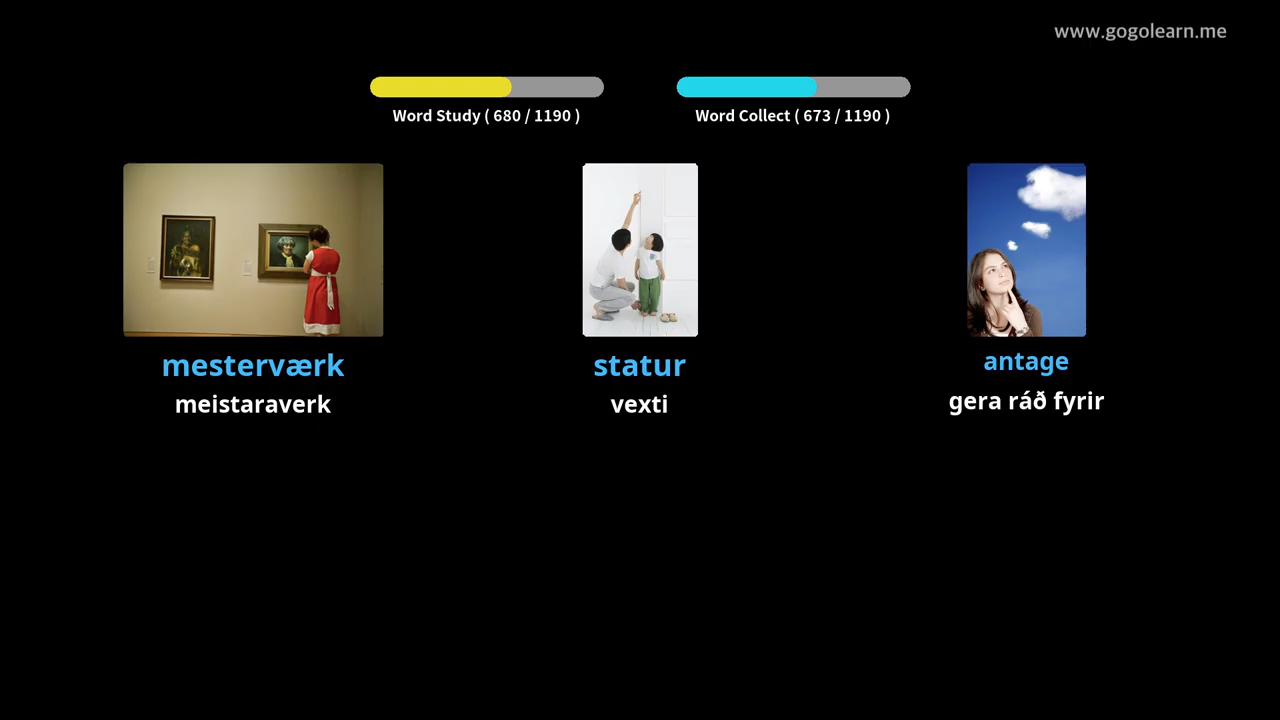 www.gogolearn.me
Word Study ( 680 / 1190 )
Word Collect ( 673 / 1190 )
mesterværk
meistaraverk
statur
vexti
antage
gera ráð fyrir